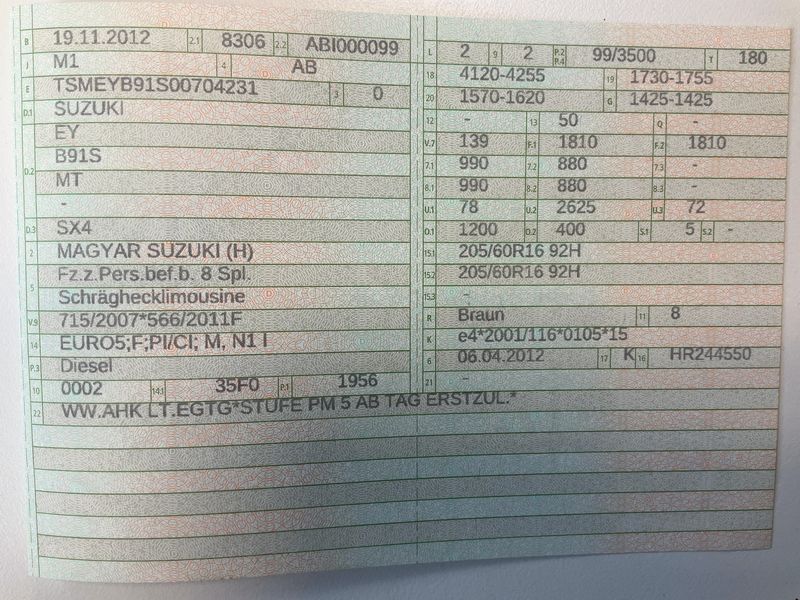 B 19.11.2012 2.1 8306 2.2 ABI000099
J M1 4 AB
E TSMEYB91S00704231 3 0
D.1 SUZUKI
EY
D.2 B91S
MT
-
D.3 SX4
2 MAGYAR SUZUKI (H)
5 Fz.z.Pers.bef.b. 8 Spl.
Schräghecklimousine
V.9 715/2007*566/2011F
14 EURO5;F;PI/CI; M, N1 I
P.3 Diesel
10 0002 14.1 35F0 P.1 1956
22 WW.AHK LT.EGTG*STUFE PM 5 AB TAG ERSTZUL.*
L 2 9 2 P.2 P.4 99/3500 T 180
18 4120-4255 19 1730-1755
20 1570-1620 G 1425-1425
12 - 13 50 Q -
V.7 139 F.1 1810 F.2 1810
7.1 990 7.2 880 7.3 -
8.1 990 8.2 880 8.3 -
U.1 78 U.2 2625 U.3 72
O.1 1200 O.2 400 S.1 5 S.2 -
15.1 205/60R16 92H
15.2 205/60R16 92H
15.3 -
R Braun 11 8
K e4*2001/116*0105*15
6 06.04.2012 17 K 16 HR244550
21 -